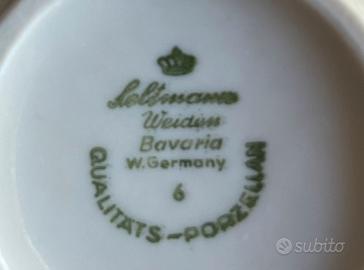 Seltmann
Weiden
Bavaria
W. Germany
6
QUALITÄTS-PORZELLAN
subito